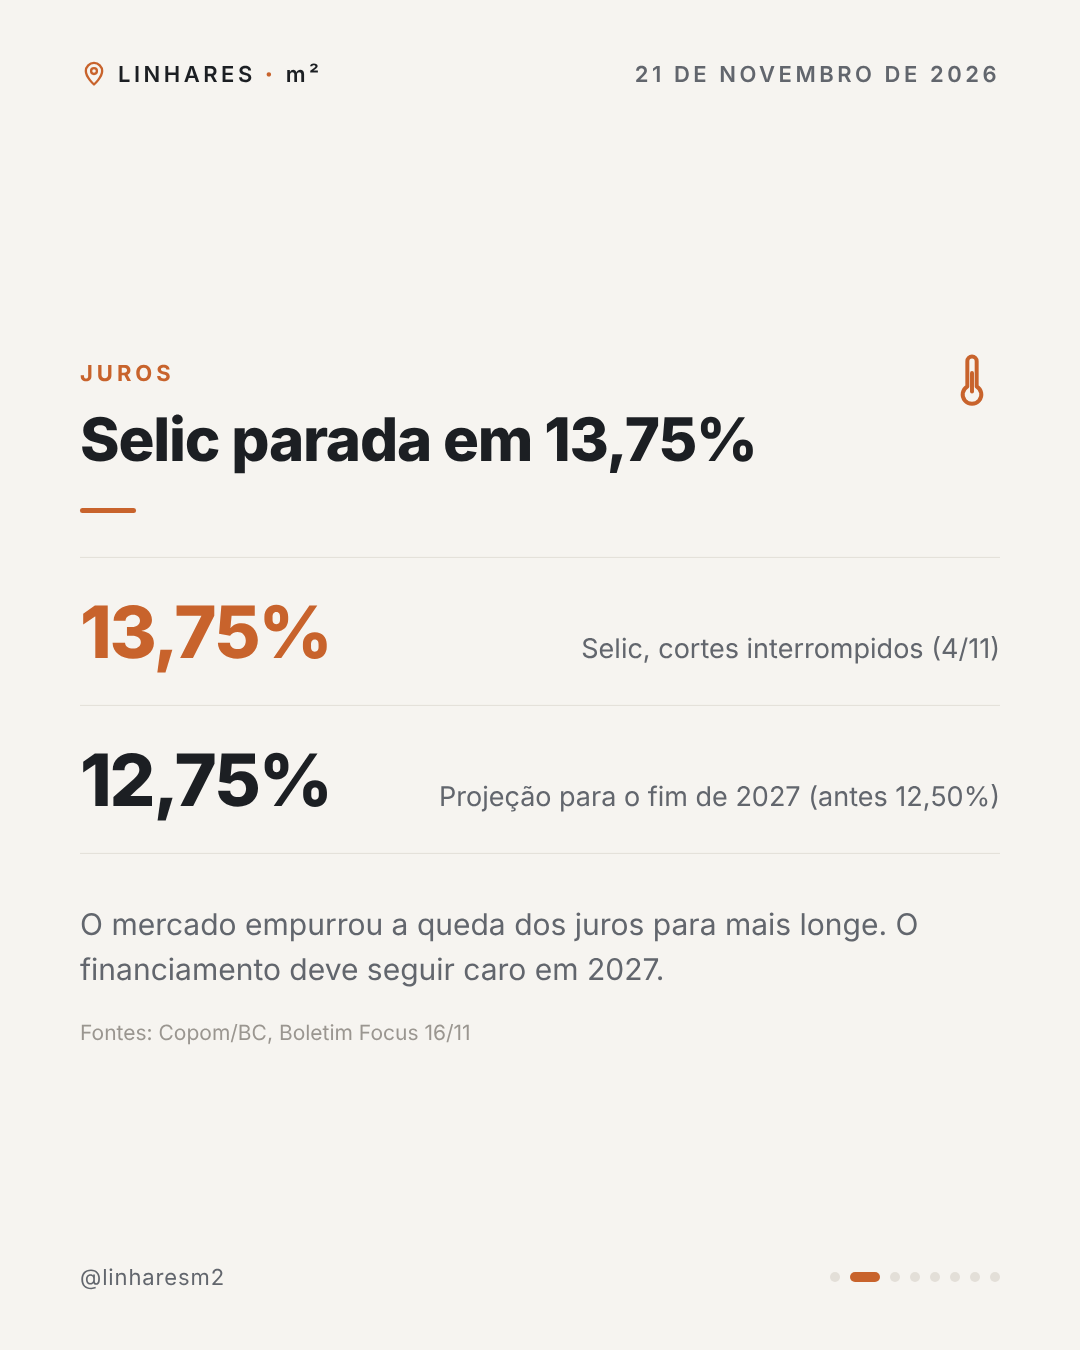 LINHARES · m²
21 DE NOVEMBRO DE 2026
JUROS
Selic parada em 13,75%
13,75%
Selic, cortes interrompidos (4/11)
12,75%
Projeção para o fim de 2027 (antes 12,50%)
O mercado empurrou a queda dos juros para mais longe. O
financiamento deve seguir caro em 2027.
Fontes: Copom/BC, Boletim Focus 16/11
@linharesm2